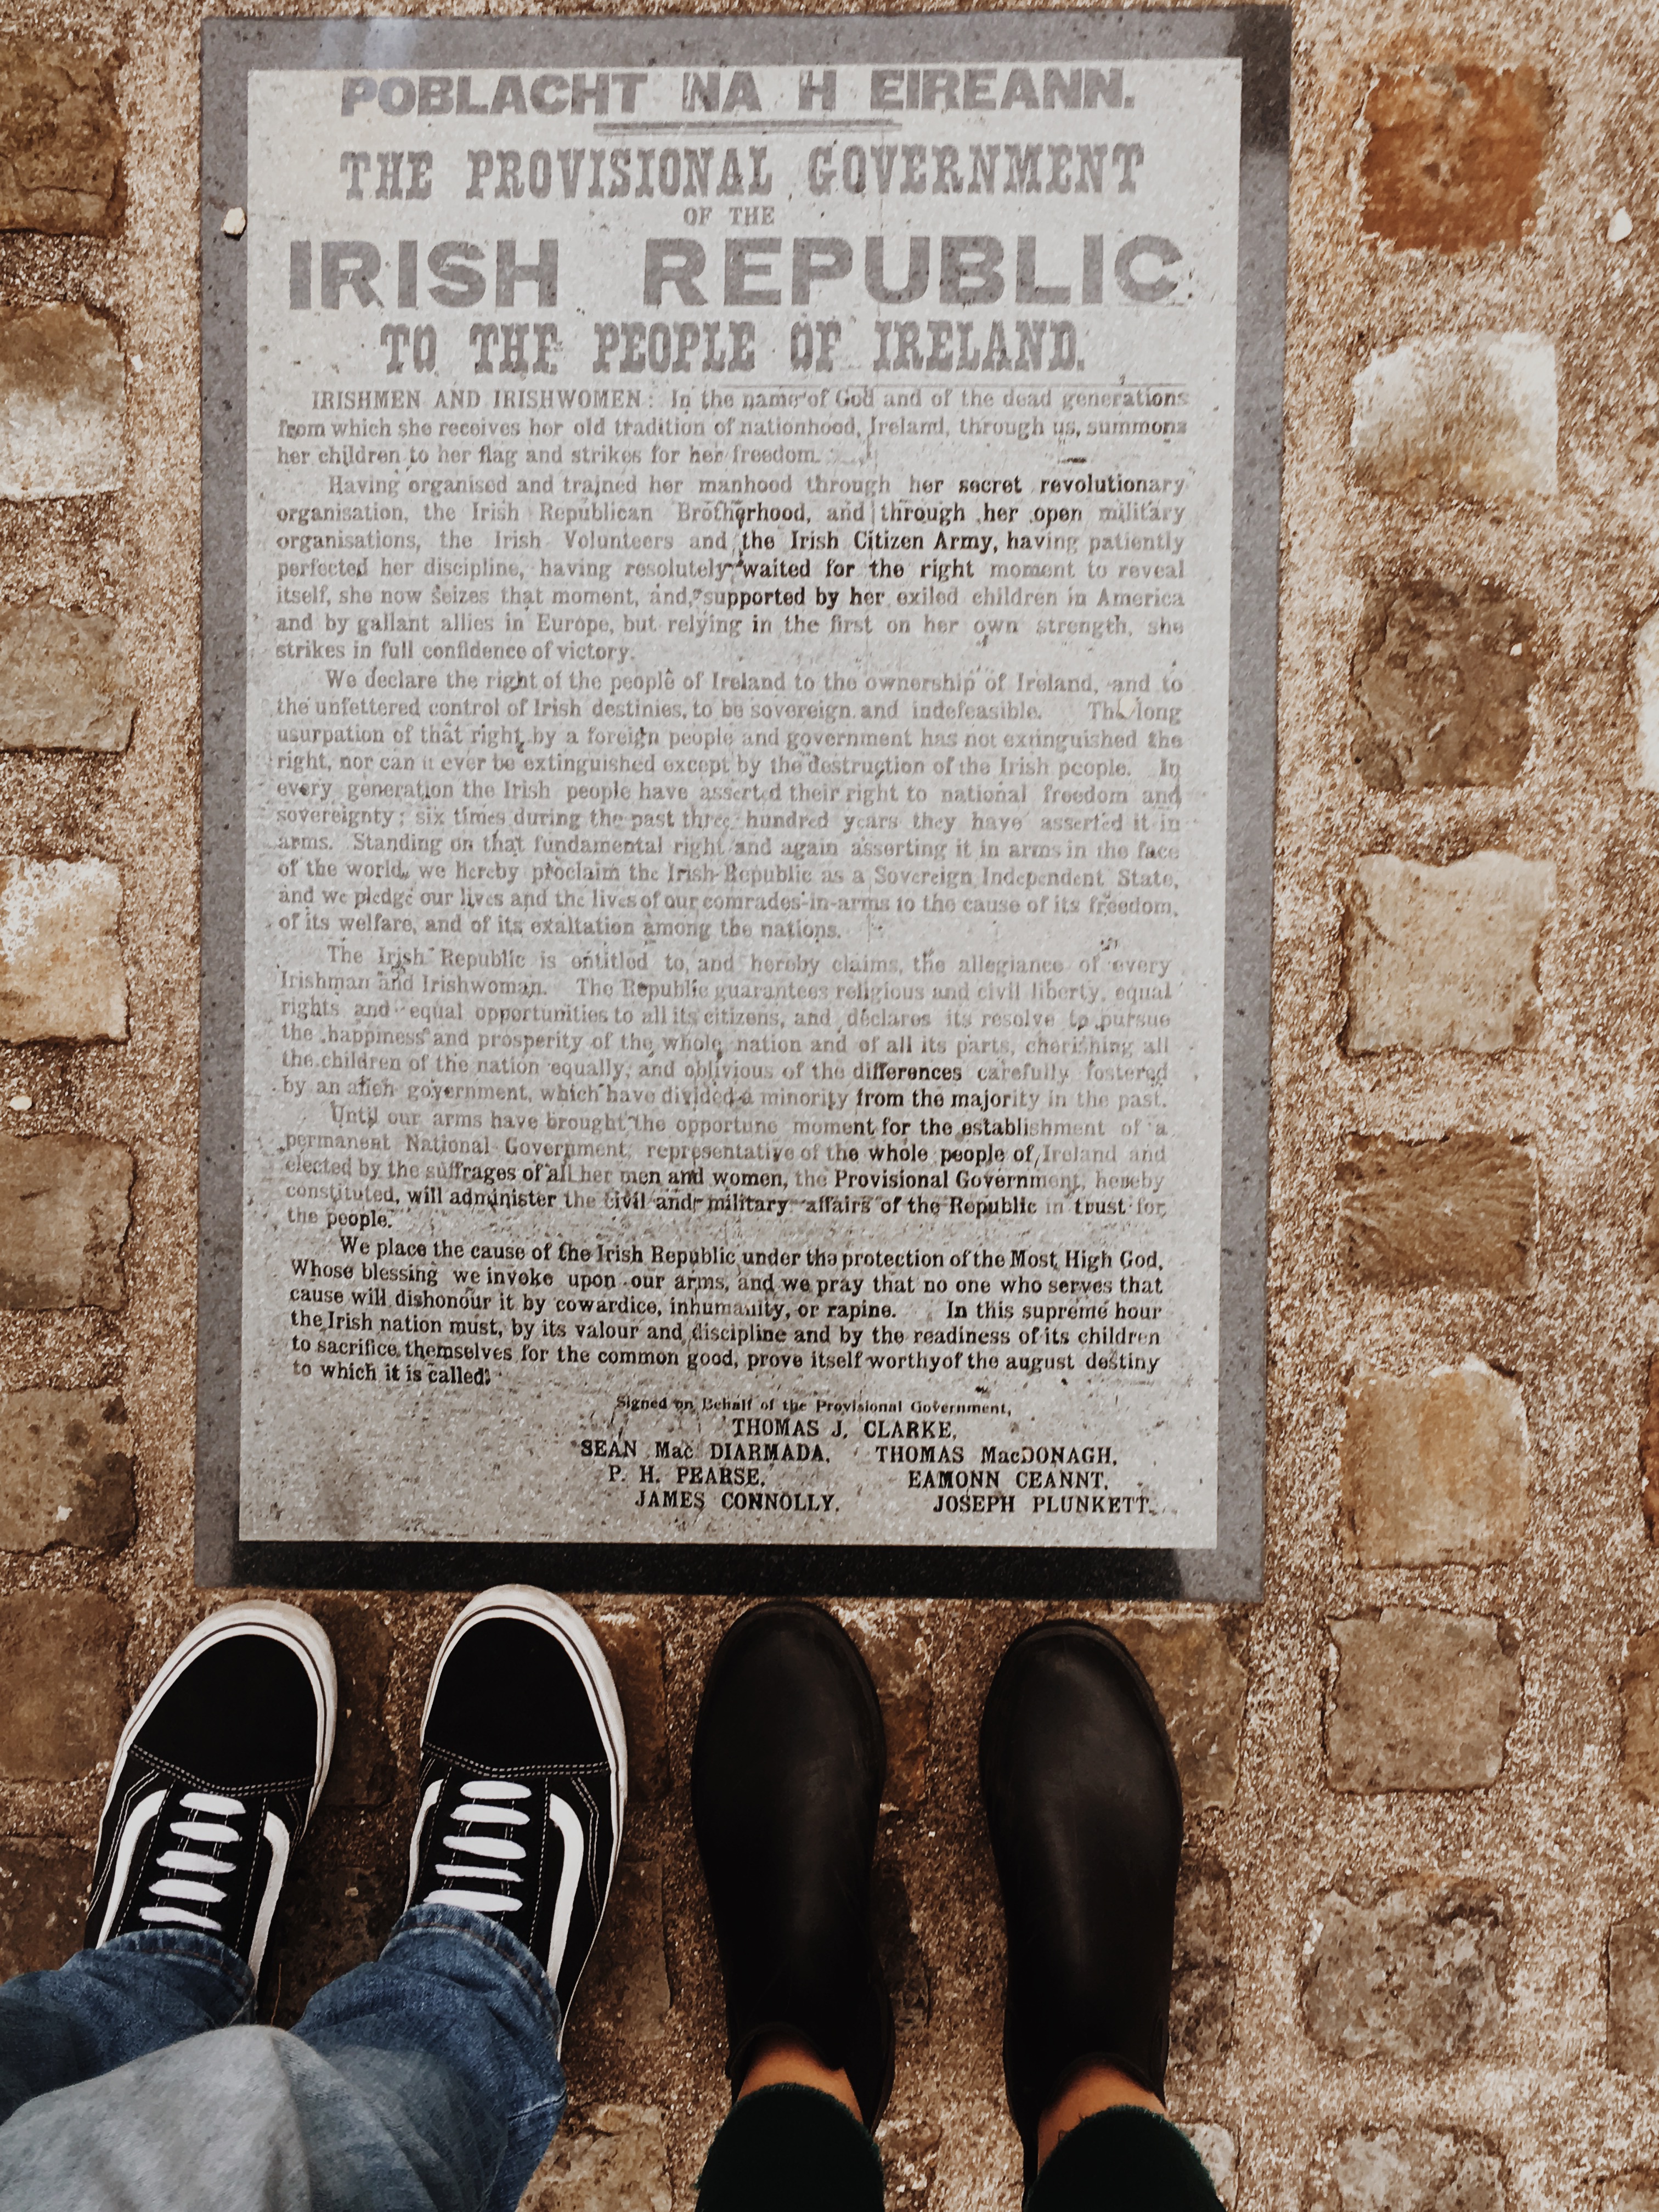 POBLACHT NA H EIREANN.
THE PROVISIONAL GOVERNMENT
OF THE
IRISH REPUBLIC
TO THE PEOPLE OF IRELAND.
IRISHMEN AND IRISHWOMEN: In the name of God and of the dead generations
from which she receives her old tradition of nationhood, Ireland, through us, summons
her children to her flag and strikes for her freedom.
Having organised and trained her manhood through her secret revolutionary
organisation, the Irish Republican Brotherhood, and through her open military
organisations, the Irish Volunteers and the Irish Citizen Army, having patiently
perfected her discipline, having resolutely waited for the right moment to reveal
itself, she now seizes that moment, and, supported by her exiled children in America
and by gallant allies in Europe, but relying in the first on her own strength, she
strikes in full confidence of victory.
We declare the right of the people of Ireland to the ownership of Ireland, and to
the unfettered control of Irish destinies, to be sovereign and indefeasible. The long
usurpation of that right by a foreign people and government has not extinguished the
right, nor can it ever be extinguished except by the destruction of the Irish people. In
every generation the Irish people have asserted their right to national freedom and
sovereignty; six times during the past three hundred years they have asserted it in
arms. Standing on that fundamental right and again asserting it in arms in the face
of the world, we hereby proclaim the Irish Republic as a Sovereign Independent State,
and we pledge our lives and the lives of our comrades-in-arms to the cause of its freedom,
of its welfare, and of its exaltation among the nations.
The Irish Republic is entitled to, and hereby claims, the allegiance of every
Irishman and Irishwoman. The Republic guarantees religious and civil liberty, equal
rights and equal opportunities to all its citizens, and declares its resolve to pursue
the happiness and prosperity of the whole nation and of all its parts, cherishing all
the children of the nation equally, and oblivious of the differences carefully fostered
by an alien government, which have divided a minority from the majority in the past.
Until our arms have brought the opportune moment for the establishment of a
permanent National Government, representative of the whole people of Ireland and
elected by the suffrages of all her men and women, the Provisional Government, hereby
constituted, will administer the civil and military affairs of the Republic in trust for
the people.
We place the cause of the Irish Republic under the protection of the Most High God,
Whose blessing we invoke upon our arms, and we pray that no one who serves that
cause will dishonour it by cowardice, inhumanity, or rapine. In this supreme hour
the Irish nation must, by its valour and discipline and by the readiness of its children
to sacrifice themselves for the common good, prove itself worthy of the august destiny
to which it is called.
Signed on Behalf of the Provisional Government,
THOMAS J. CLARKE,
SEAN Mac DIARMADA, THOMAS MacDONAGH,
P. H. PEARSE, EAMONN CEANNT,
JAMES CONNOLLY, JOSEPH PLUNKETT.